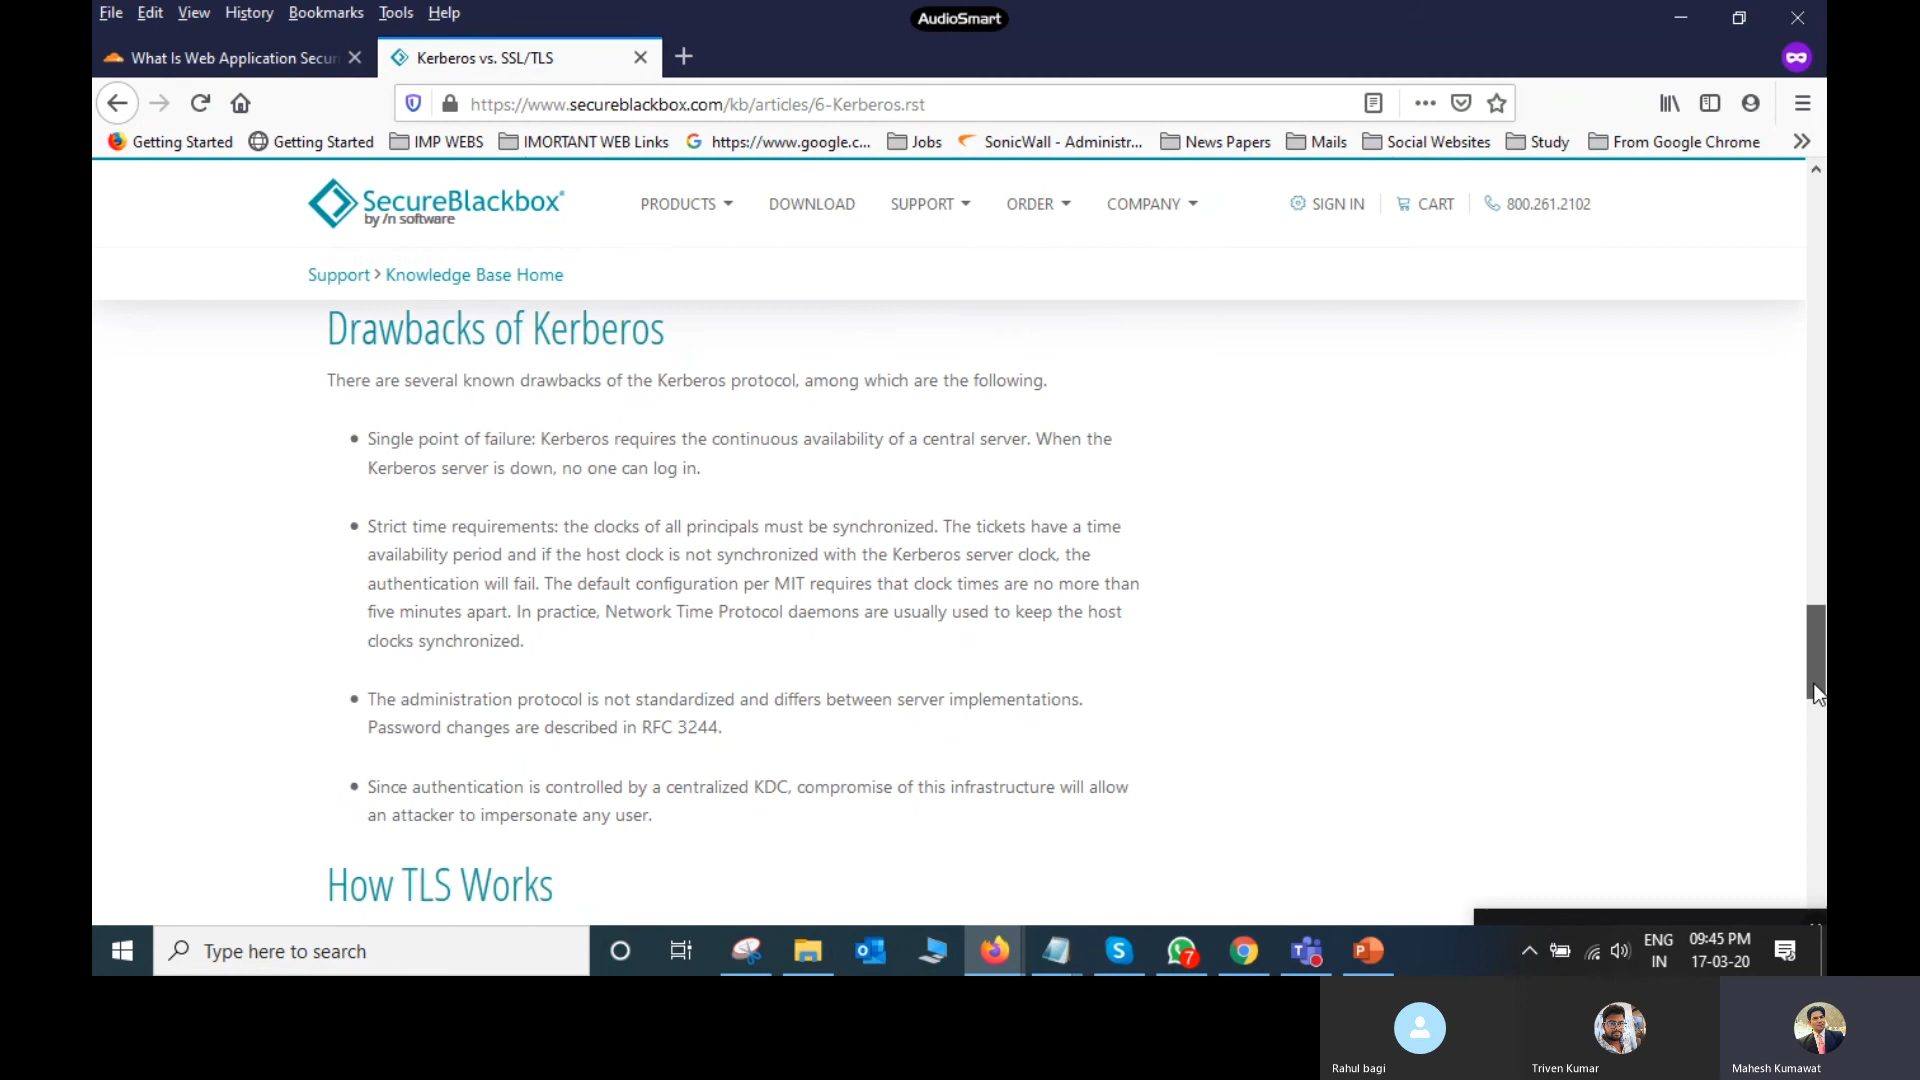 File Edit View History Bookmarks Tools Help
AudioSmart
What Is Web Application Secur
Kerberos vs. SSL/TLS
https://www.secureblackbox.com/kb/articles/6-Kerberos.rst
Getting Started Getting Started IMP WEBS IMORTANT WEB Links https://www.google.c... Jobs SonicWall - Administr... News Papers Mails Social Websites Study From Google Chrome
SecureBlackbox®
by /n software
PRODUCTS DOWNLOAD SUPPORT ORDER COMPANY SIGN IN CART 800.261.2102
Support > Knowledge Base Home
Drawbacks of Kerberos
There are several known drawbacks of the Kerberos protocol, among which are the following.
• Single point of failure: Kerberos requires the continuous availability of a central server. When the
Kerberos server is down, no one can log in.
• Strict time requirements: the clocks of all principals must be synchronized. The tickets have a time
availability period and if the host clock is not synchronized with the Kerberos server clock, the
authentication will fail. The default configuration per MIT requires that clock times are no more than
five minutes apart. In practice, Network Time Protocol daemons are usually used to keep the host
clocks synchronized.
• The administration protocol is not standardized and differs between server implementations.
Password changes are described in RFC 3244.
• Since authentication is controlled by a centralized KDC, compromise of this infrastructure will allow
an attacker to impersonate any user.
How TLS Works
Type here to search
7
ENG
IN
09:45 PM
17-03-20
Rahul bagi
Triven Kumar
Mahesh Kumawat